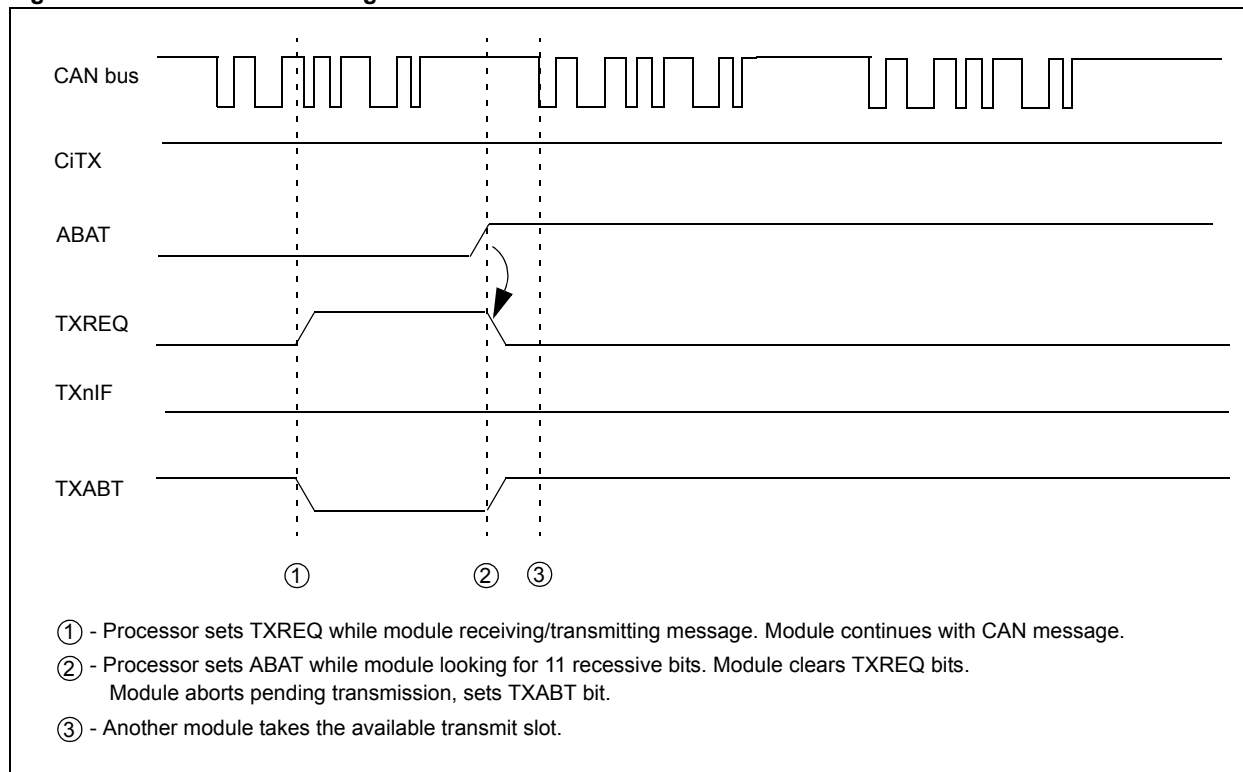 CAN bus
CiTX
ABAT
TXREQ
TXnIF
TXABT
1 2 3
1 - Processor sets TXREQ while module receiving/transmitting message. Module continues with CAN message.
2 - Processor sets ABAT while module looking for 11 recessive bits. Module clears TXREQ bits.
Module aborts pending transmission, sets TXABT bit.
3 - Another module takes the available transmit slot.